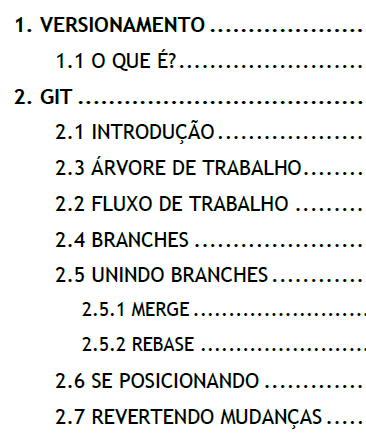 1. VERSIONAMENTO ....................
1.1 O QUE É? ........................
2. GIT ..............................
2.1 INTRODUÇÃO ...................
2.3 ÁRVORE DE TRABALHO ........
2.2 FLUXO DE TRABALHO .........
2.4 BRANCHES ......................
2.5 UNINDO BRANCHES ............
2.5.1 MERGE ......................
2.5.2 REBASE .....................
2.6 SE POSICIONANDO .............
2.7 REVERTENDO MUDANÇAS .....